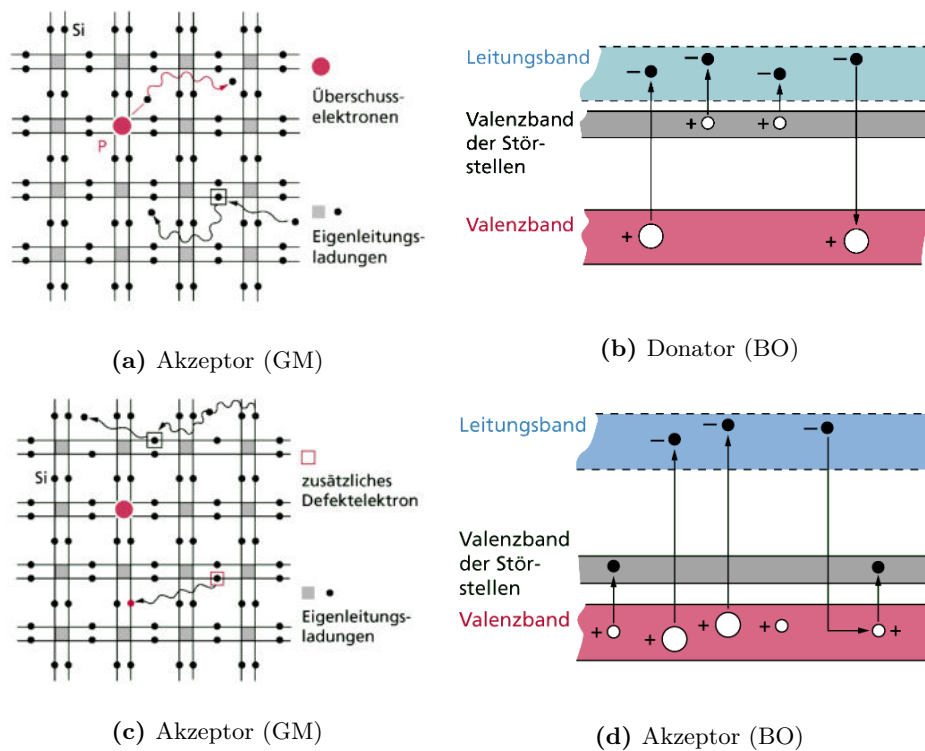 Si
Überschuss-
elektronen
P
Eigenleitungs-
ladungen
(a) Akzeptor (GM)
Leitungsband
− − − −
Valenzband
der Stör-
stellen
+ +
Valenzband
+ +
(b) Donator (BO)
Si
zusätzliches
Defektelektron
Eigenleitungs-
ladungen
(c) Akzeptor (GM)
Leitungsband
− − −
Valenzband
der Stör-
stellen
Valenzband
+ + + + +
(d) Akzeptor (BO)